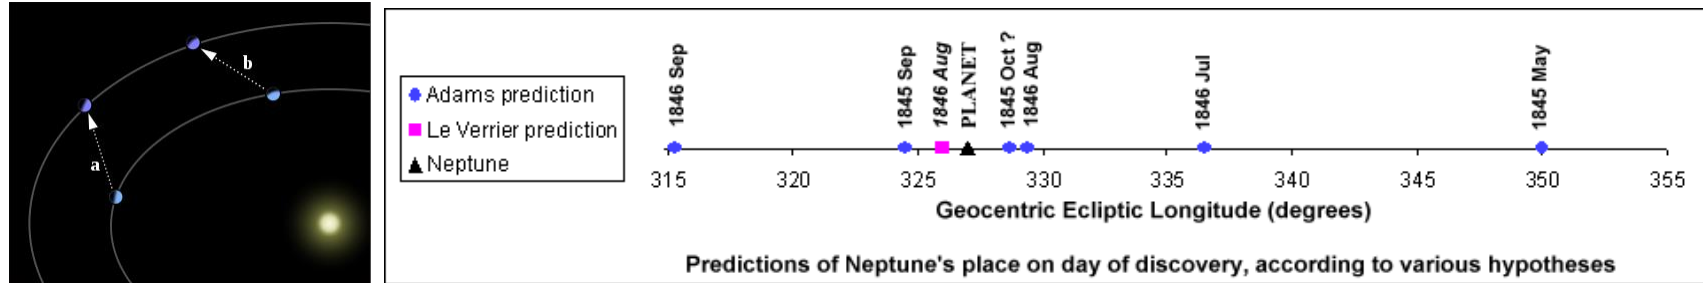 b
a
Adams prediction
Le Verrier prediction
Neptune
1846 Sep
1845 Sep
1846 Aug
PLANET
1845 Oct ?
1846 Aug
1846 Jul
1845 May
315 320 325 330 335 340 345 350 355
Geocentric Ecliptic Longitude (degrees)
Predictions of Neptune's place on day of discovery, according to various hypotheses